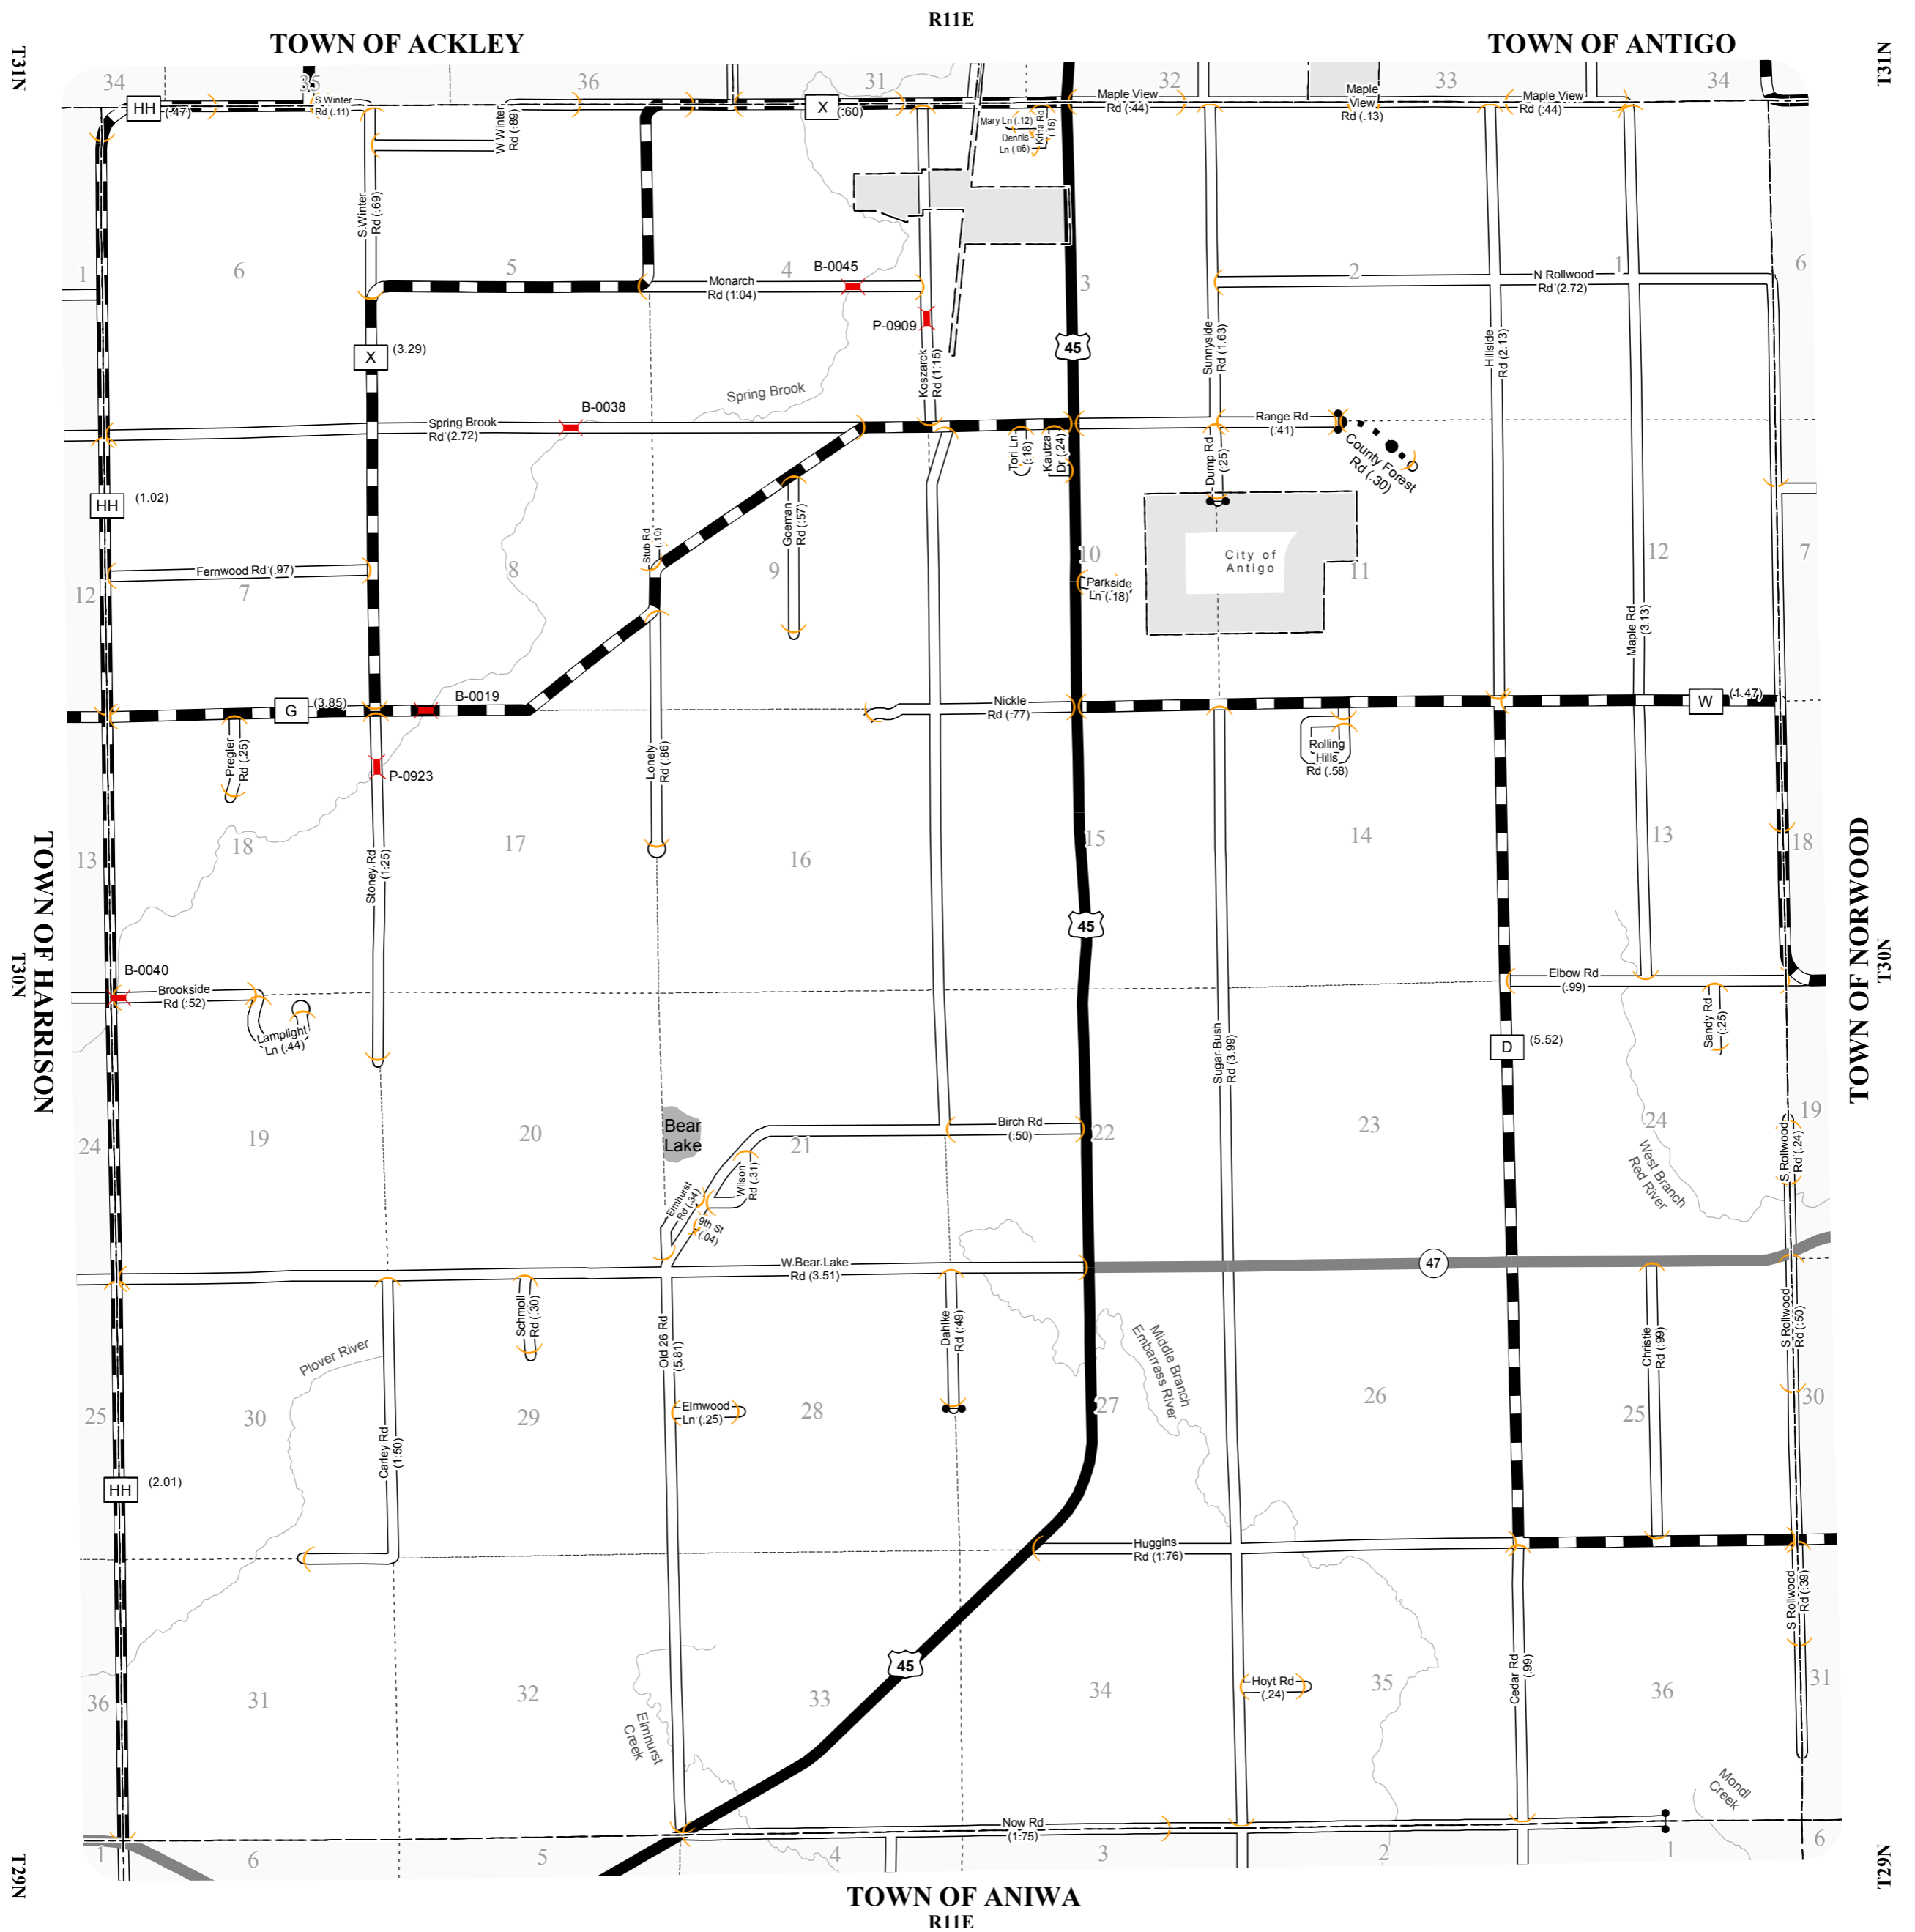 R11E
TOWN OF ACKLEY
TOWN OF ANTIGO
T31N
T31N
34
35
36
31
32
33
34
HH
(.47)
S Winter
Rd (.11)
W Winter
Rd (.89)
X
(.60)
Mary Ln (.12)
Dennis
Ln (.06)
Kriha Rd
(.15)
Maple View
Rd (.44)
Maple
View
Rd (.13)
Maple View
Rd (.44)
S Winter
Rd (.69)
1
6
5
4
3
2
1
6
Monarch
Rd (1.04)
B-0045
P-0909
N Rollwood
Rd (2.72)
X
(3.29)
45
Koszarck
Rd (1.15)
Sunnyside
Rd (1.63)
Hillside
Rd (2.13)
Spring Brook
B-0038
Spring Brook
Rd (2.72)
Range Rd
(.41)
County Forest
Rd (.30)
Tori Ln
(.18)
Kautza
Dr (.24)
Dump Rd
(.25)
HH
(1.02)
Goeman
Rd (.57)
Stub Rd
(.10)
City of
Antigo
Fernwood Rd (.97)
12
7
8
9
10
11
12
7
Parkside
Ln (.18)
Maple Rd
(3.13)
G
(3.85)
B-0019
Nickle
Rd (.77)
W
(1.47)
Pregler
Rd (.25)
P-0923
Lonely
Rd (.86)
Rolling
Hills
Rd (.58)
13
18
17
16
15
14
13
18
Stoney Rd
(1.25)
45
TOWN OF HARRISON
TOWN OF NORWOOD
T30N
T30N
B-0040
Brookside
Rd (.52)
Lamplight
Ln (.44)
Elbow Rd
(.99)
Sandy Rd
(.25)
Sugar Bush
Rd (3.99)
D
(5.52)
24
19
20
Bear
Lake
21
22
23
24
19
Birch Rd
(.50)
Wilson
Rd (.31)
Elmhurst
Rd (.34)
9th St
(.04)
West Branch
Red River
S Rollwood
Rd (.24)
W Bear Lake
Rd (3.51)
47
Schmoll
Rd (.30)
Plover River
Old 26 Rd
(5.81)
Dahlke
Rd (.49)
Middle Branch
Embarrass River
Christie
Rd (.99)
S Rollwood
Rd (.50)
25
30
29
28
27
26
25
30
Elmwood
Ln (.25)
Carley Rd
(1.50)
HH
(2.01)
Huggins
Rd (1.76)
S Rollwood
Rd (.39)
45
Hoyt Rd
(.24)
Cedar Rd
(.99)
36
31
32
33
34
35
36
31
Elmhurst
Creek
Mondl
Creek
Now Rd
(1.75)
1
6
5
4
3
2
1
6
T29N
T29N
TOWN OF ANIWA
R11E